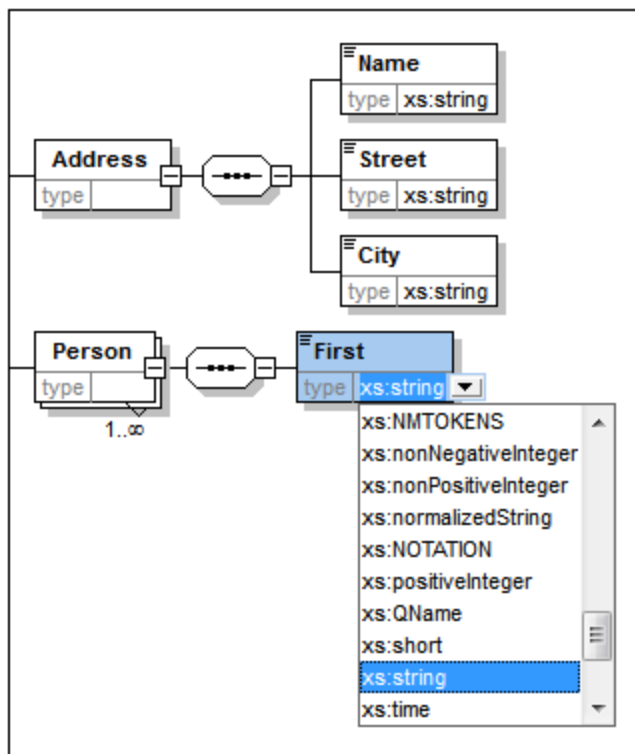 Name
type xs:string
Address
type
Street
type xs:string
City
type xs:string
Person
type
1..∞
First
type xs:string
xs:NMTOKENS
xs:nonNegativeInteger
xs:nonPositiveInteger
xs:normalizedString
xs:NOTATION
xs:positiveInteger
xs:QName
xs:short
xs:string
xs:time